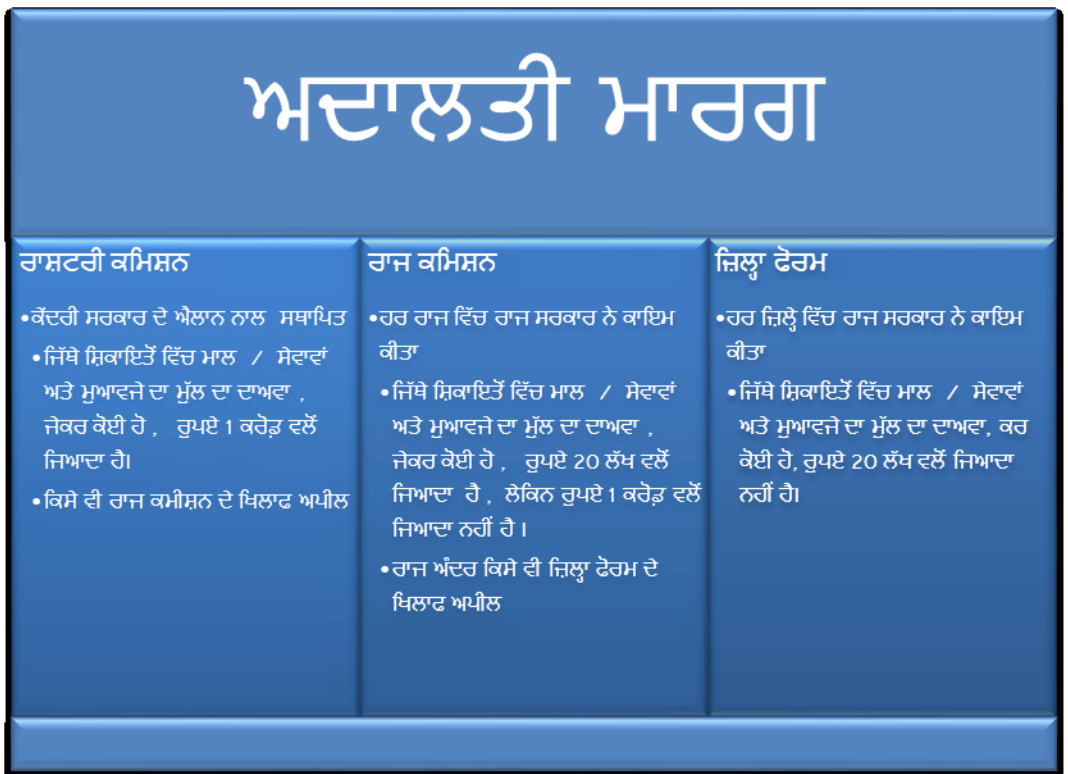 ਅਦਾਲਤੀ ਮਾਰਗ
ਰਾਸ਼ਟਰੀ ਕਮਿਸ਼ਨ
•ਕੇਂਦਰੀ ਸਰਕਾਰ ਦੇ ਐਲਾਨ ਨਾਲ ਸਥਾਪਿਤ
•ਜਿੱਥੇ ਸ਼ਿਕਾਇਤੋਂ ਵਿੱਚ ਮਾਲ / ਸੇਵਾਵਾਂ
ਅਤੇ ਮੁਆਵਜੇ ਦਾ ਮੁੱਲ ਦਾ ਦਾਅਵਾ ,
ਜੇਕਰ ਕੋਈ ਹੋ , ਰੁਪਏ 1 ਕਰੋੜ ਵਲੋਂ
ਜਿਆਦਾ ਹੈ।
•ਕਿਸੇ ਵੀ ਰਾਜ ਕਮੀਸ਼ਨ ਦੇ ਖਿਲਾਫ ਅਪੀਲ
ਰਾਜ ਕਮਿਸ਼ਨ
•ਹਰ ਰਾਜ ਵਿੱਚ ਰਾਜ ਸਰਕਾਰ ਨੇ ਕਾਇਮ
ਕੀਤਾ
•ਜਿੱਥੇ ਸ਼ਿਕਾਇਤੋਂ ਵਿੱਚ ਮਾਲ / ਸੇਵਾਵਾਂ
ਅਤੇ ਮੁਆਵਜੇ ਦਾ ਮੁੱਲ ਦਾ ਦਾਅਵਾ ,
ਜੇਕਰ ਕੋਈ ਹੋ , ਰੁਪਏ 20 ਲੱਖ ਵਲੋਂ
ਜਿਆਦਾ ਹੈ , ਲੇਕਿਨ ਰੁਪਏ 1 ਕਰੋੜ ਵਲੋਂ
ਜਿਆਦਾ ਨਹੀਂ ਹੈ ।
•ਰਾਜ ਅੰਦਰ ਕਿਸੇ ਵੀ ਜ਼ਿਲ੍ਹਾ ਫੋਰਮ ਦੇ
ਖਿਲਾਫ ਅਪੀਲ
ਜ਼ਿਲ੍ਹਾ ਫੋਰਮ
•ਹਰ ਜ਼ਿਲ੍ਹੇ ਵਿੱਚ ਰਾਜ ਸਰਕਾਰ ਨੇ ਕਾਇਮ
ਕੀਤਾ
•ਜਿੱਥੇ ਸ਼ਿਕਾਇਤੋਂ ਵਿੱਚ ਮਾਲ / ਸੇਵਾਵਾਂ
ਅਤੇ ਮੁਆਵਜੇ ਦਾ ਮੁੱਲ ਦਾ ਦਾਅਵਾ, ਕਰ
ਕੋਈ ਹੋ, ਰੁਪਏ 20 ਲੱਖ ਵਲੋਂ ਜਿਆਦਾ
ਨਹੀਂ ਹੈ।